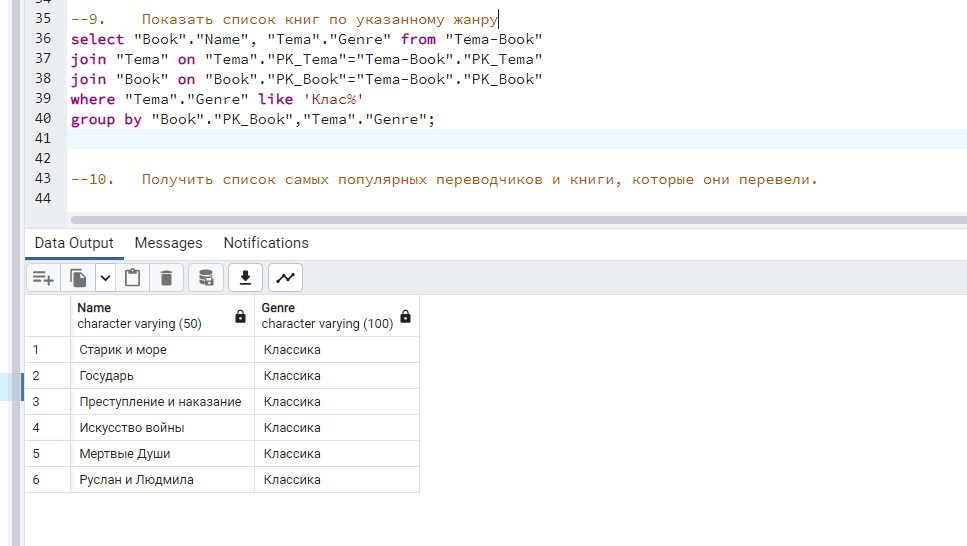 35 --9. Показать список книг по указанному жанру
36 select "Book"."Name", "Tema"."Genre" from "Tema-Book"
37 join "Tema" on "Tema"."PK_Tema"="Tema-Book"."PK_Tema"
38 join "Book" on "Book"."PK_Book"="Tema-Book"."PK_Book"
39 where "Tema"."Genre" like 'Клас%'
40 group by "Book"."PK_Book","Tema"."Genre";
41
42
43 --10. Получить список самых популярных переводчиков и книги, которые они перевели.
44
Data Output Messages Notifications
Name Genre
character varying (50) character varying (100)
1 Старик и море Классика
2 Государь Классика
3 Преступление и наказание Классика
4 Искусство войны Классика
5 Мертвые Души Классика
6 Руслан и Людмила Классика